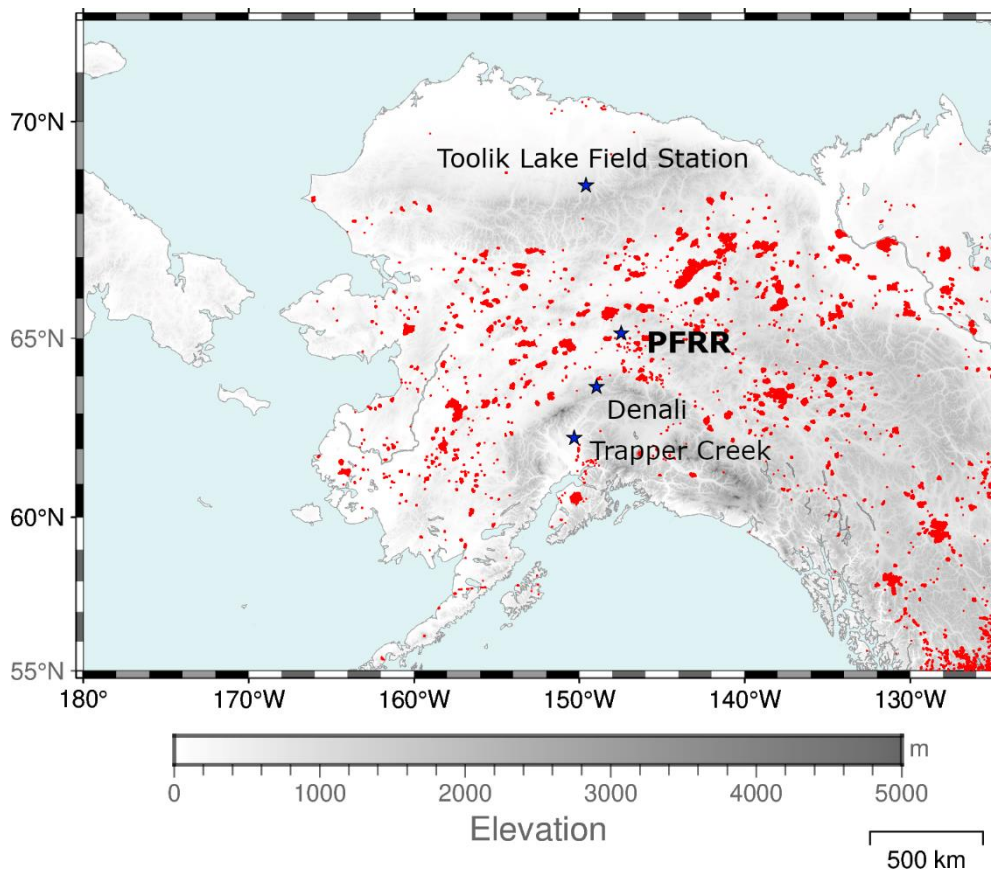 70°N
Toolik Lake Field Station
65°N
PFRR
Denali
Trapper Creek
60°N
55°N
180°
170°W
160°W
150°W
140°W
130°W
m
0
1000
2000
3000
4000
5000
Elevation
500 km